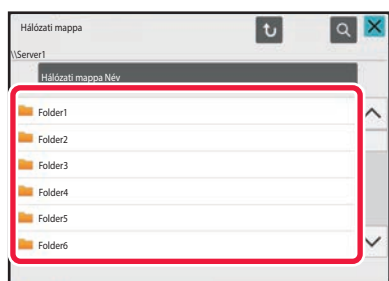 Hálózati mappa
\\Server1
Hálózati mappa Név
Folder1
Folder2
Folder3
Folder4
Folder5
Folder6